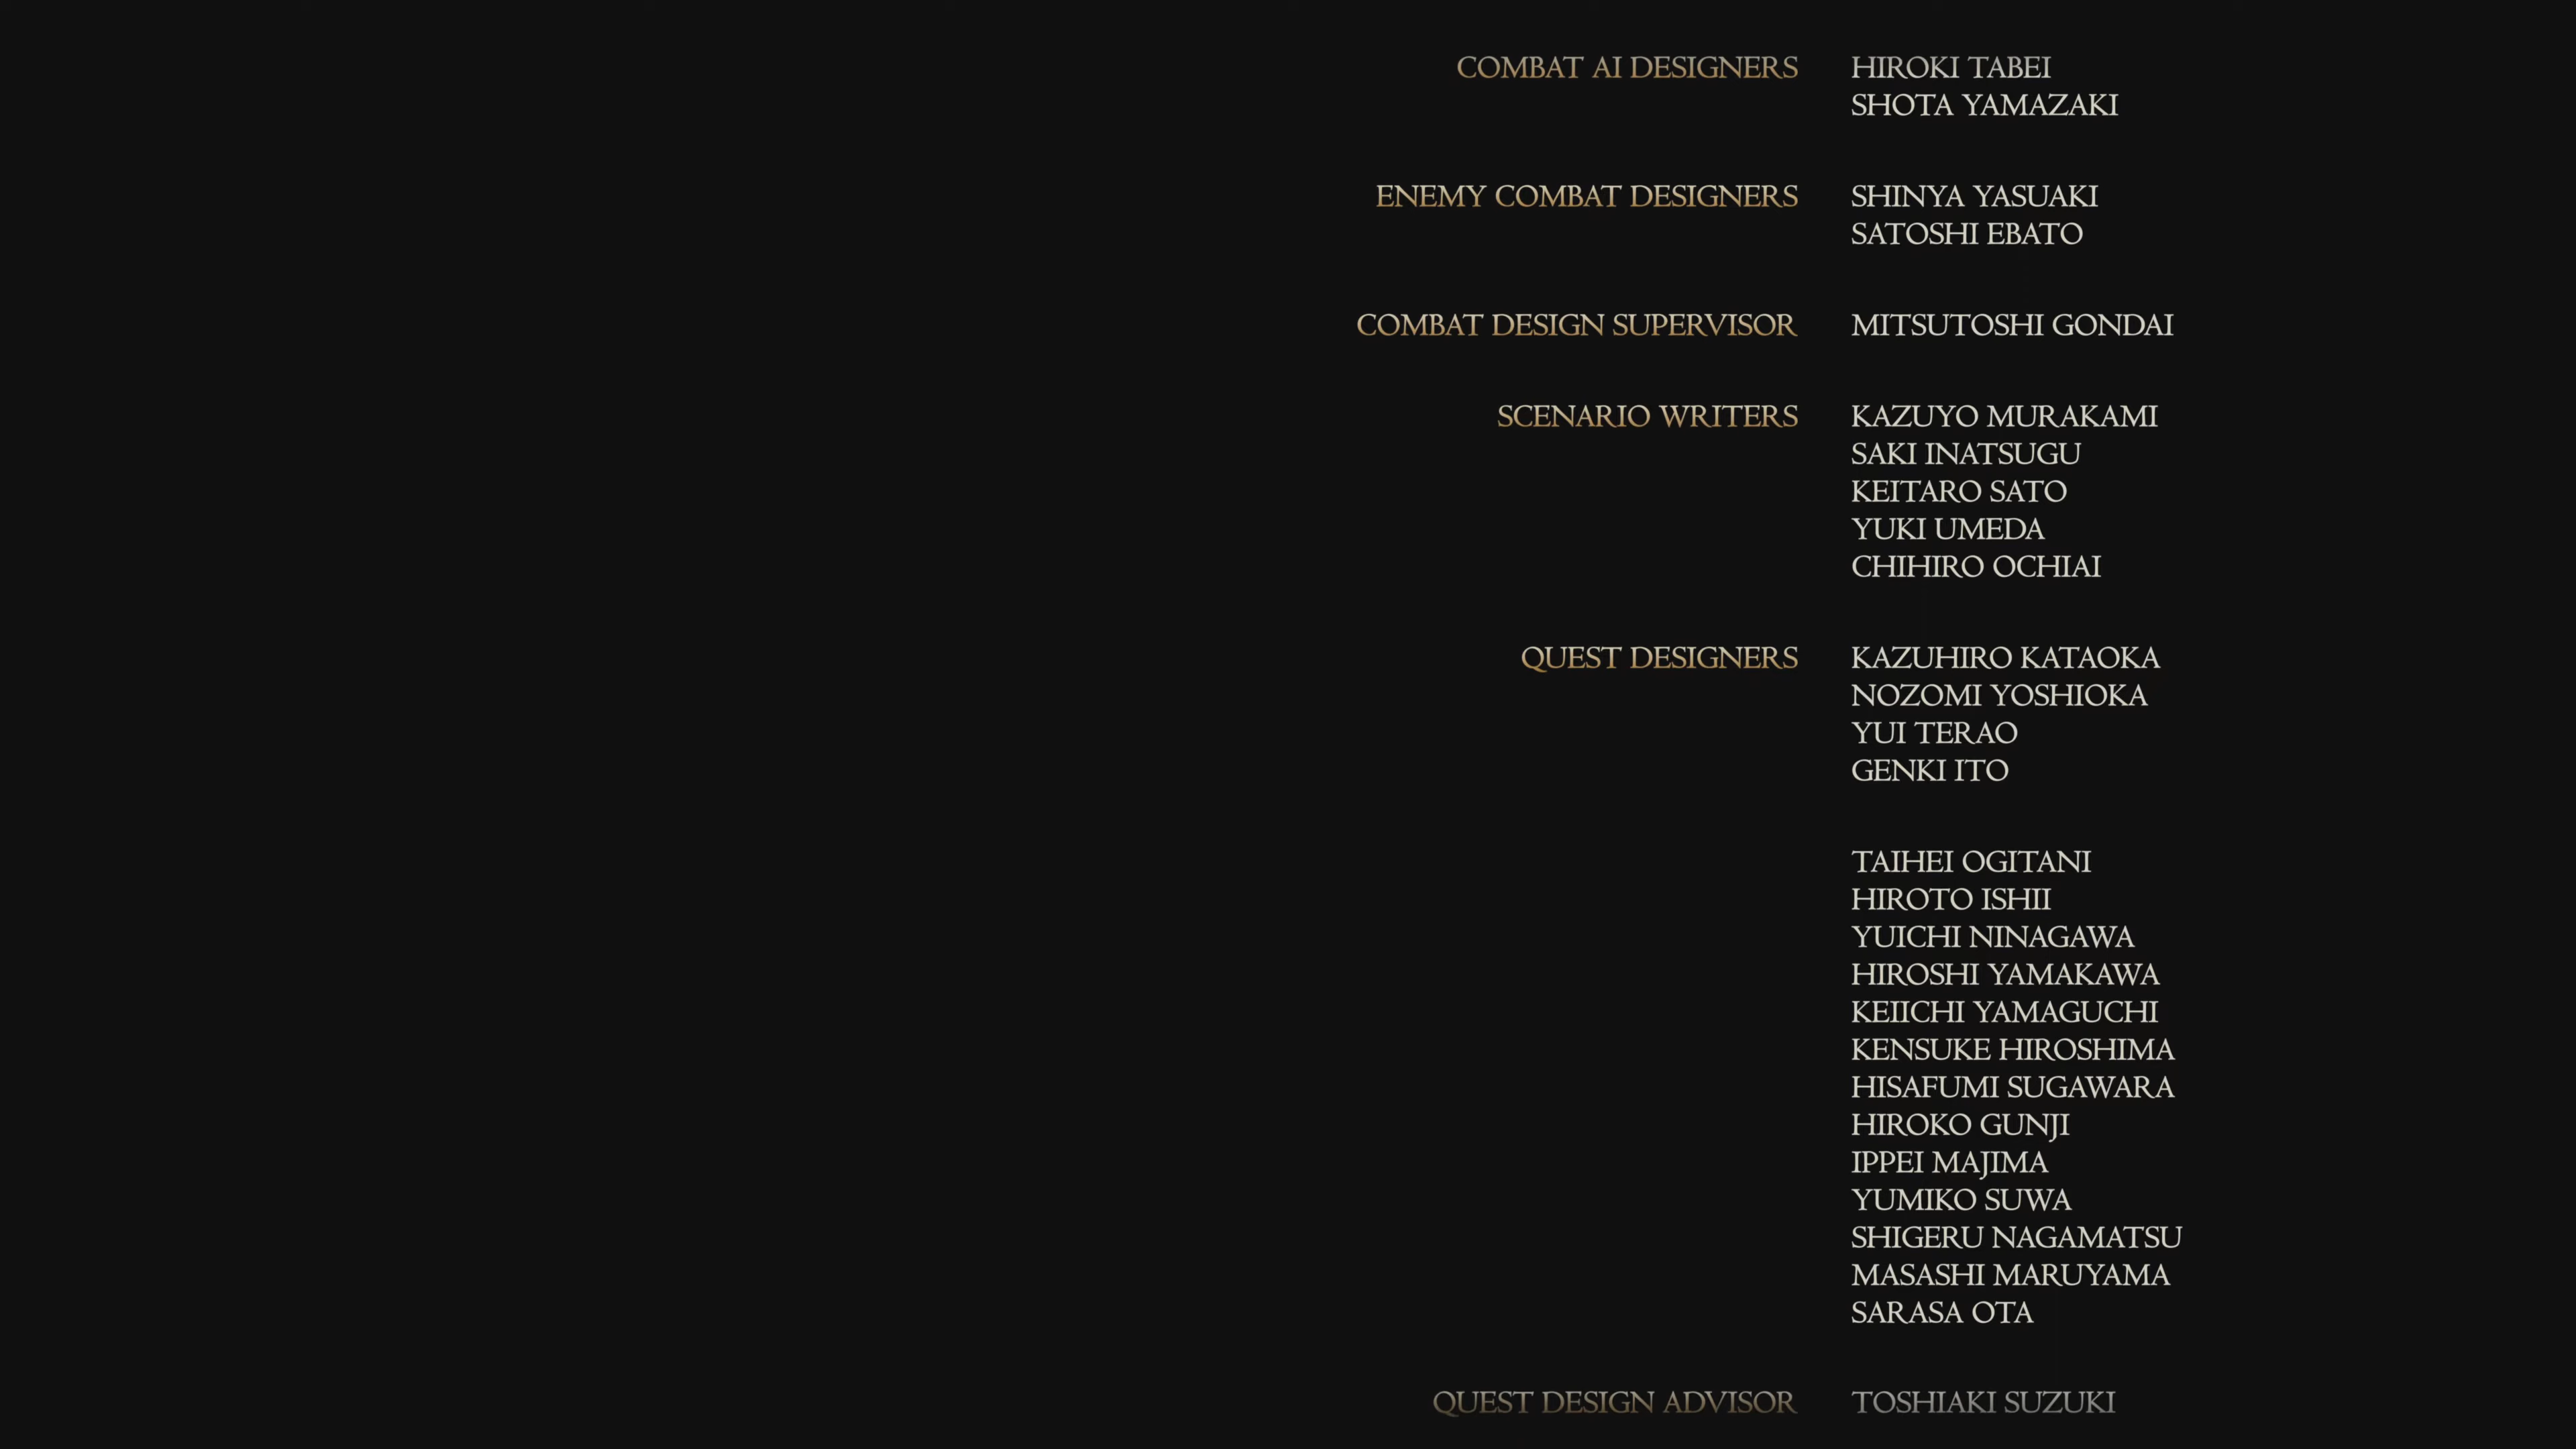 COMBAT AI DESIGNERS HIROKI TABEI
SHOTA YAMAZAKI
ENEMY COMBAT DESIGNERS SHINYA YASUAKI
SATOSHI EBATO
COMBAT DESIGN SUPERVISOR MITSUTOSHI GONDAI
SCENARIO WRITERS KAZUYO MURAKAMI
SAKI INATSUGU
KEITARO SATO
YUKI UMEDA
CHIHIRO OCHIAI
QUEST DESIGNERS KAZUHIRO KATAOKA
NOZOMI YOSHIOKA
YUI TERAO
GENKI ITO
TAIHEI OGITANI
HIROTO ISHII
YUICHI NINAGAWA
HIROSHI YAMAKAWA
KEIICHI YAMAGUCHI
KENSUKE HIROSHIMA
HISAFUMI SUGAWARA
HIROKO GUNJI
IPPEI MAJIMA
YUMIKO SUWA
SHIGERU NAGAMATSU
MASASHI MARUYAMA
SARASA OTA
QUEST DESIGN ADVISOR TOSHIAKI SUZUKI